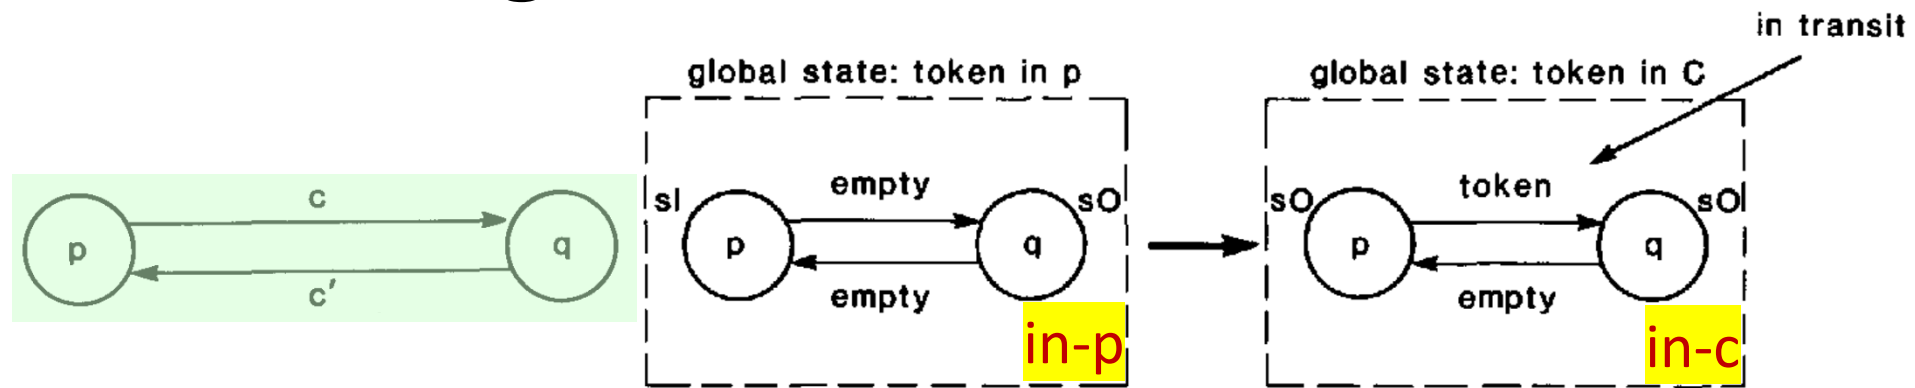 in transit
global state: token in p
global state: token in C
c
p
q
c'
sI
empty
sO
p
q
empty
in-p
sO
token
sO
p
q
empty
in-c